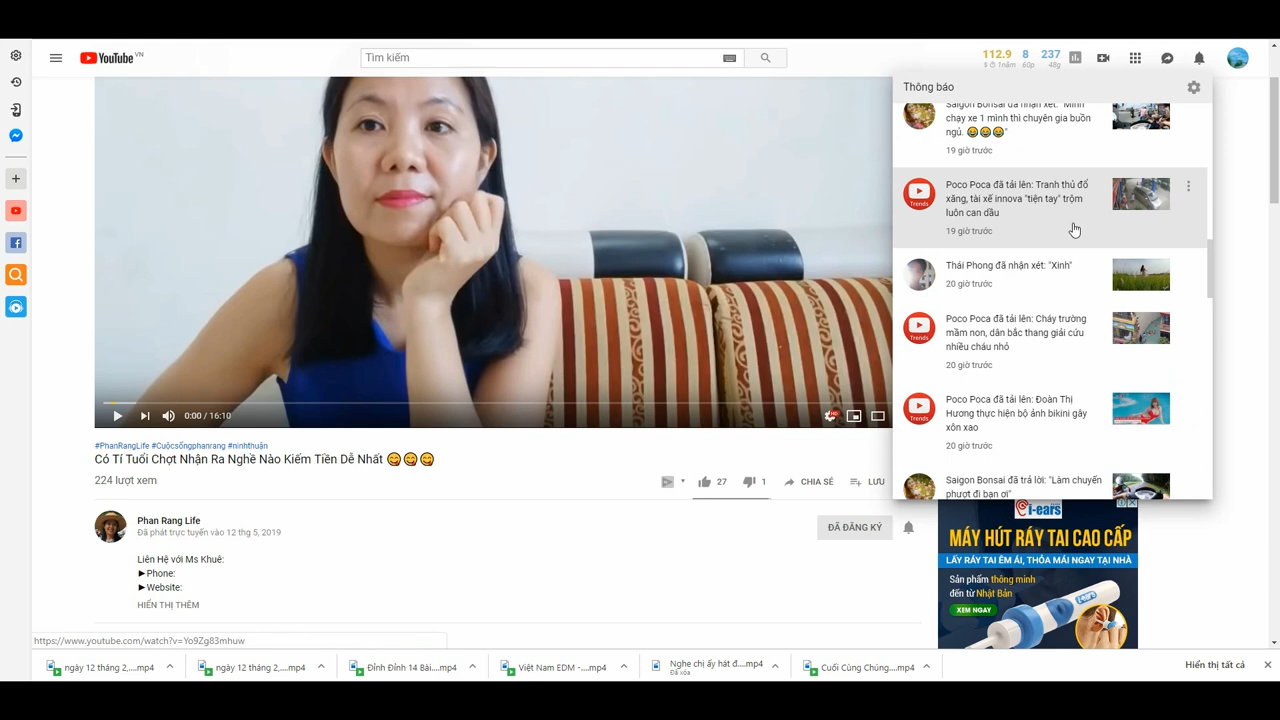 YouTube VN
Tìm kiếm
112.9 8 237
$ 1 năm 60p 48g
Thông báo
Saigon Bonsai đã nhận xét: "Mình
chạy xe 1 mình thì chuyên gia buồn
ngủ. 😂😂😂"
19 giờ trước
Trends
Poco Poca đã tải lên: Tranh thủ đổ
xăng, tài xế innova "tiện tay" trộm
luôn can dầu
19 giờ trước
Thái Phong đã nhận xét: "Xinh"
20 giờ trước
Trends
Poco Poca đã tải lên: Cháy trường
mầm non, dân bắc thang giải cứu
nhiều cháu nhỏ
20 giờ trước
Trends
Poco Poca đã tải lên: Đoàn Thị
Hương thực hiện bộ ảnh bikini gây
xôn xao
20 giờ trước
Saigon Bonsai đã trả lời: "Làm chuyến
phượt đi bạn ơi"
0:00 / 16:10
HD
#PhanRangLife #Cuộcsốngphanrang #ninhthuận
Có Tí Tuổi Chợt Nhận Ra Nghề Nào Kiếm Tiền Dễ Nhất 😋😋😋
224 lượt xem
27 1 CHIA SẺ LƯU
Phan Rang Life
Đã phát trực tuyến vào 12 thg 5, 2019
ĐÃ ĐĂNG KÝ
Liên Hệ với Ms Khuê:
►Phone:
►Website:
HIỂN THỊ THÊM
i-ears
MÁY HÚT RÁY TAI CAO CẤP
LẤY RÁY TAI ÊM ÁI, THỎA MÁI NGAY TẠI NHÀ
Sản phẩm thông minh
đến từ Nhật Bản
XEM NGAY
https://www.youtube.com/watch?v=Yo9Zg83mhuw
ngày 12 tháng 2,....mp4
ngày 12 tháng 2,....mp4
Đỉnh Đỉnh 14 Bài....mp4
Việt Nam EDM -....mp4
Nghe chị ấy hát đ....mp4
Đã xóa
Cuối Cùng Chúng....mp4
Hiển thị tất cả